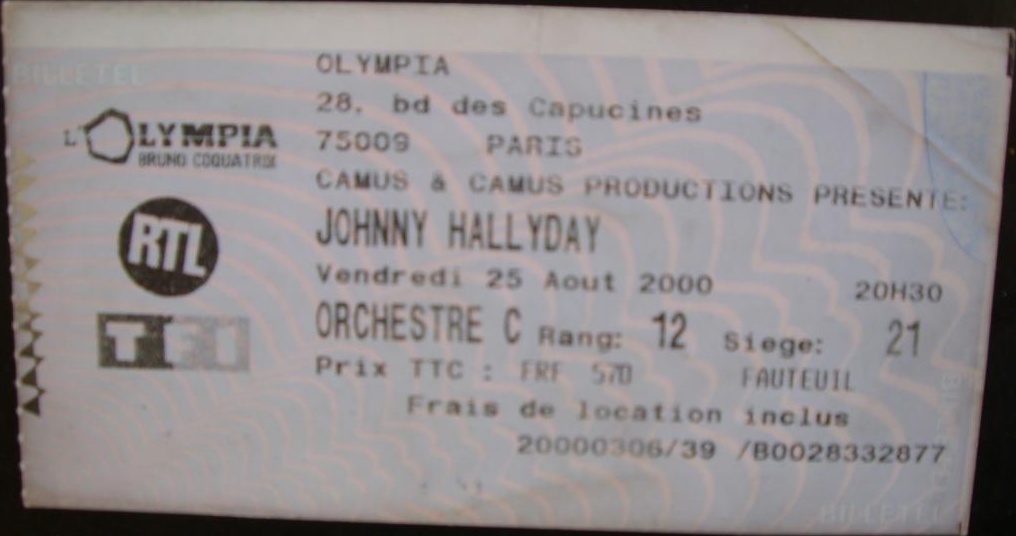 BILLETEL
OLYMPIA
28, bd des Capucines
75009 PARIS
L'OLYMPIA
BRUNO COQUATRIX
CAMUS & CAMUS PRODUCTIONS PRESENTE:
RTL
JOHNNY HALLYDAY
Vendredi 25 Aout 2000 20H30
TF1
ORCHESTRE C Rang: 12 Siege: 21
Prix TTC : FRF 570 FAUTEUIL
Frais de location inclus
20000306/39 /B0028332877
BILLETEL